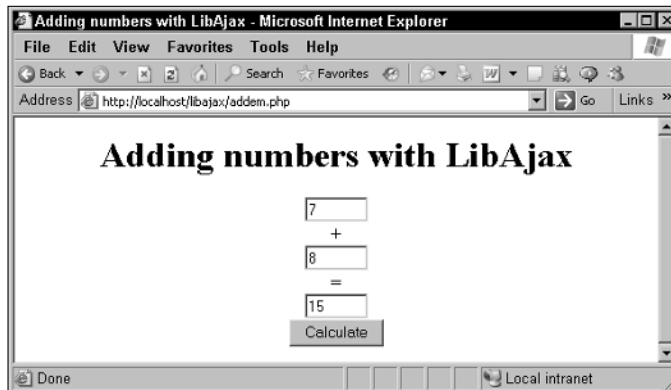 Adding numbers with LibAjax - Microsoft Internet Explorer
File Edit View Favorites Tools Help
Back Search Favorites
Address http://localhost/libajax/addem.php Go Links »
Adding numbers with LibAjax
7
+
8
=
15
Calculate
Done Local intranet